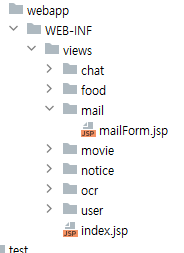 webapp
WEB-INF
views
chat
food
mail
JSP
mailForm.jsp
movie
notice
ocr
user
JSP
index.jsp
test